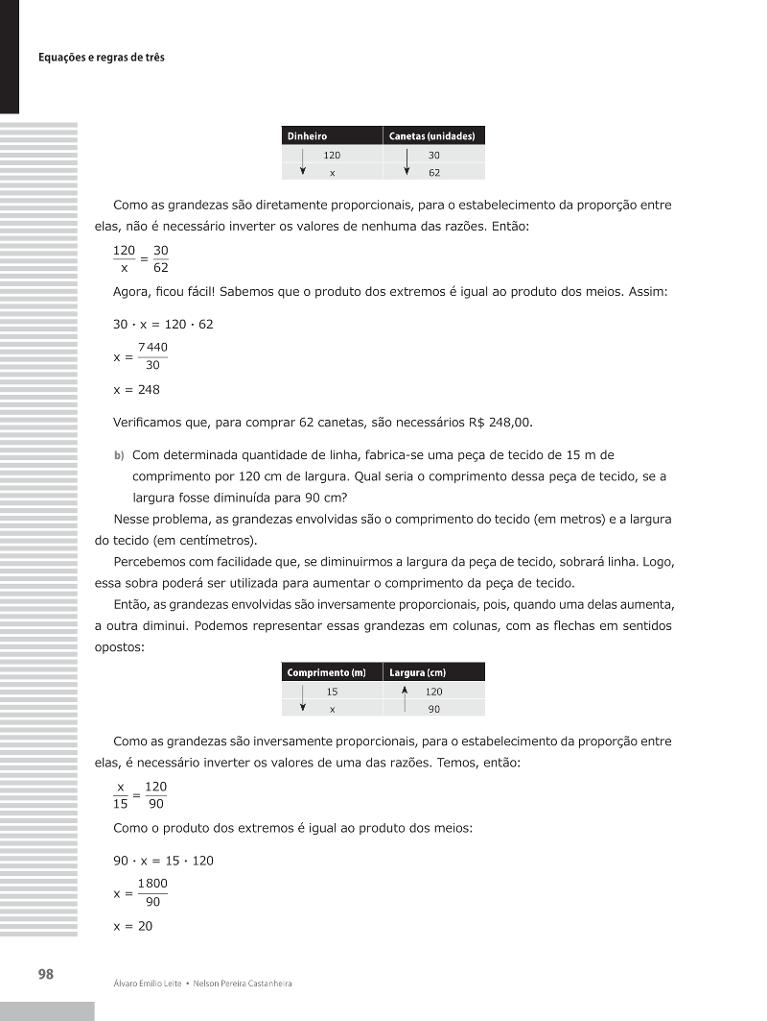 Equações e regras de três
Dinheiro Canetas (unidades)
120 30
x 62
Como as grandezas são diretamente proporcionais, para o estabelecimento da proporção entre
elas, não é necessário inverter os valores de nenhuma das razões. Então:
120/x = 30/62
Agora, ficou fácil! Sabemos que o produto dos extremos é igual ao produto dos meios. Assim:
30 · x = 120 · 62
x = 7 440/30
x = 248
Verificamos que, para comprar 62 canetas, são necessários R$ 248,00.
b) Com determinada quantidade de linha, fabrica-se uma peça de tecido de 15 m de
comprimento por 120 cm de largura. Qual seria o comprimento dessa peça de tecido, se a
largura fosse diminuída para 90 cm?
Nesse problema, as grandezas envolvidas são o comprimento do tecido (em metros) e a largura
do tecido (em centímetros).
Percebemos com facilidade que, se diminuirmos a largura da peça de tecido, sobrará linha. Logo,
essa sobra poderá ser utilizada para aumentar o comprimento da peça de tecido.
Então, as grandezas envolvidas são inversamente proporcionais, pois, quando uma delas aumenta,
a outra diminui. Podemos representar essas grandezas em colunas, com as flechas em sentidos
opostos:
Comprimento (m) Largura (cm)
15 120
x 90
Como as grandezas são inversamente proporcionais, para o estabelecimento da proporção entre
elas, é necessário inverter os valores de uma das razões. Temos, então:
x/15 = 120/90
Como o produto dos extremos é igual ao produto dos meios:
90 · x = 15 · 120
x = 1 800/90
x = 20
98
Álvaro Emílio Leite • Nelson Pereira Castanheira